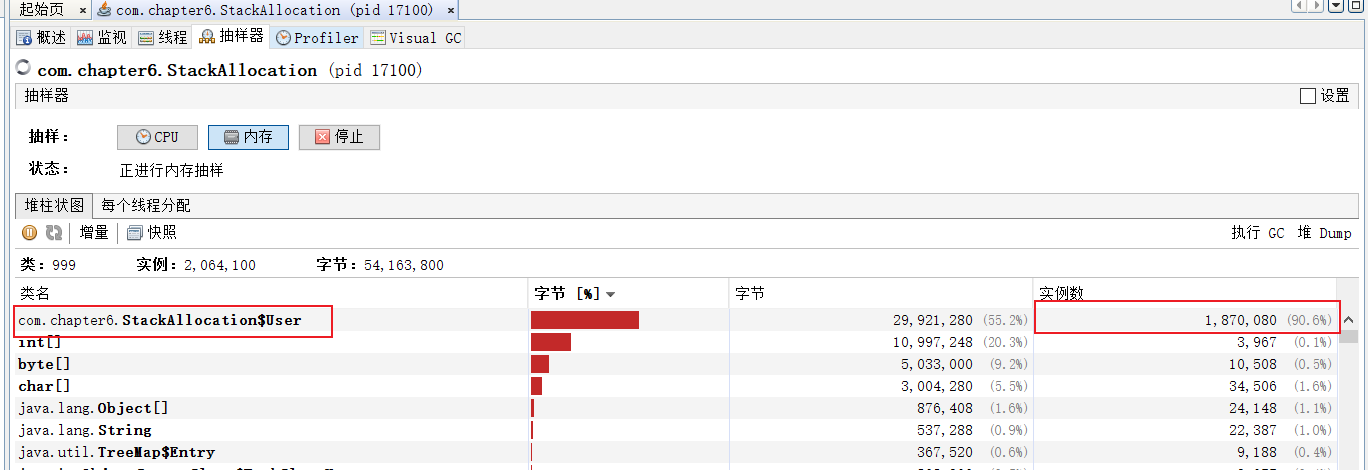 起始页 × com.chapter6.StackAllocation (pid 17100) ×
概述 监视 线程 抽样器 Profiler Visual GC
com.chapter6.StackAllocation (pid 17100)
抽样器 设置
抽样： CPU 内存 停止
状态： 正进行内存抽样
堆柱状图 每个线程分配
增量 快照 执行 GC 堆 Dump
类：999 实例：2,064,100 字节：54,163,800
类名 字节 [%] 字节 实例数
com.chapter6.StackAllocation$User 29,921,280 (55.2%) 1,870,080 (90.6%)
int[] 10,997,248 (20.3%) 3,967 (0.1%)
byte[] 5,033,000 (9.2%) 10,508 (0.5%)
char[] 3,004,280 (5.5%) 34,506 (1.6%)
java.lang.Object[] 876,408 (1.6%) 24,148 (1.1%)
java.lang.String 537,288 (0.9%) 22,387 (1.0%)
java.util.TreeMap$Entry 367,520 (0.6%) 9,188 (0.4%)